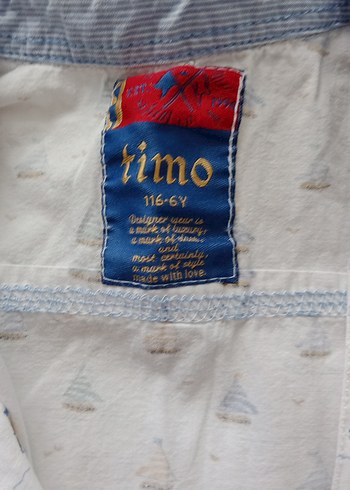 timo
116-6Y
Designer wear is
a mark of luxury,
a mark of
and
most certainly,
a mark of style
made with love.